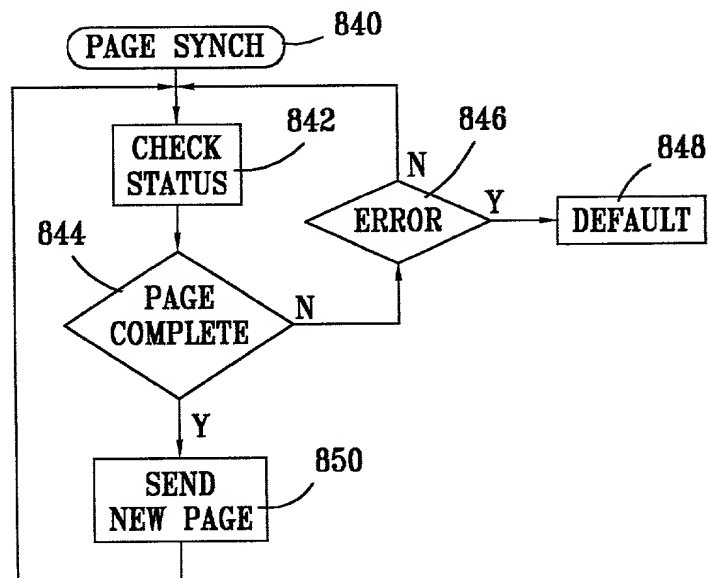 PAGE SYNCH
840
CHECK
STATUS
842
N
846
ERROR
Y
848
DEFAULT
844
PAGE
COMPLETE
N
Y
SEND
NEW PAGE
850